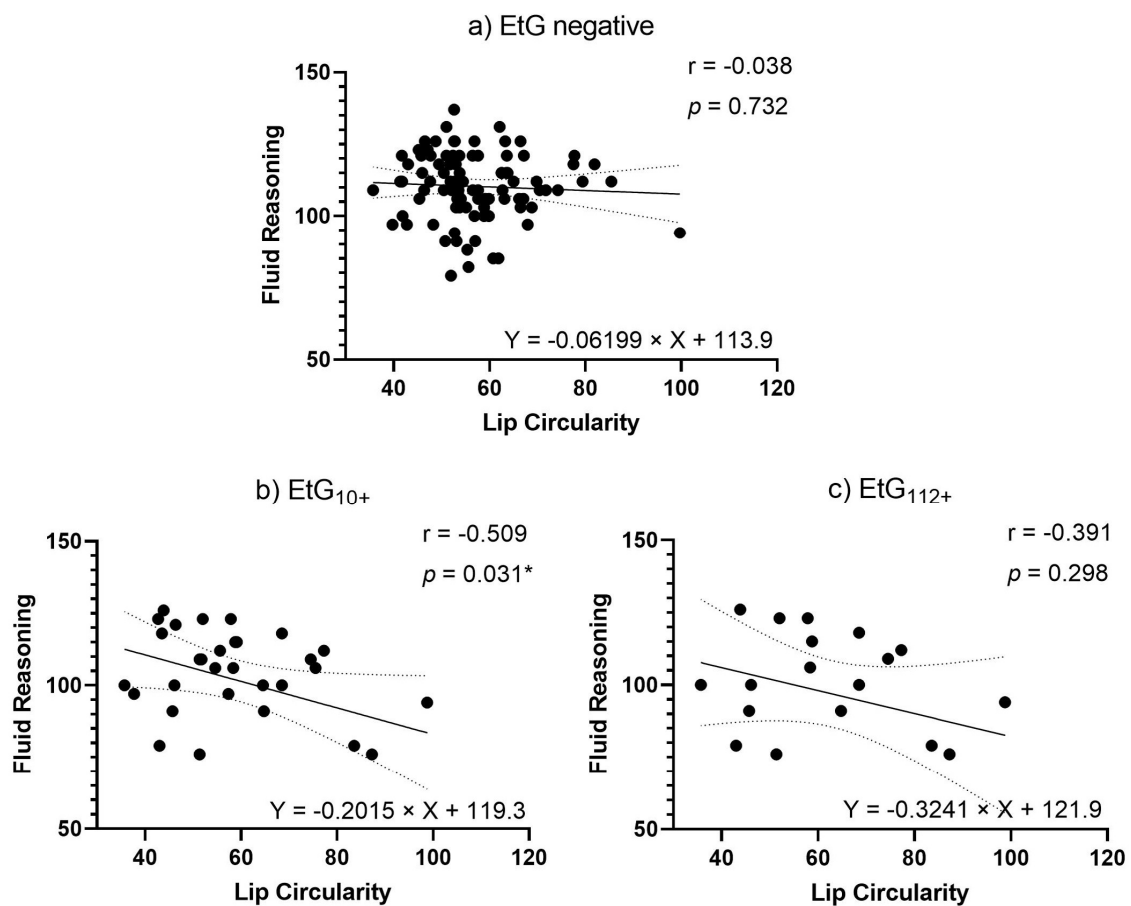 a) EtG negative
r = -0.038
p = 0.732
150
100
50
Fluid Reasoning
Y = -0.06199 × X + 113.9
40 60 80 100 120
Lip Circularity
b) EtG10+
r = -0.509
p = 0.031*
150
100
50
Fluid Reasoning
Y = -0.2015 × X + 119.3
40 60 80 100 120
Lip Circularity
c) EtG112+
r = -0.391
p = 0.298
150
100
50
Fluid Reasoning
Y = -0.3241 × X + 121.9
40 60 80 100 120
Lip Circularity